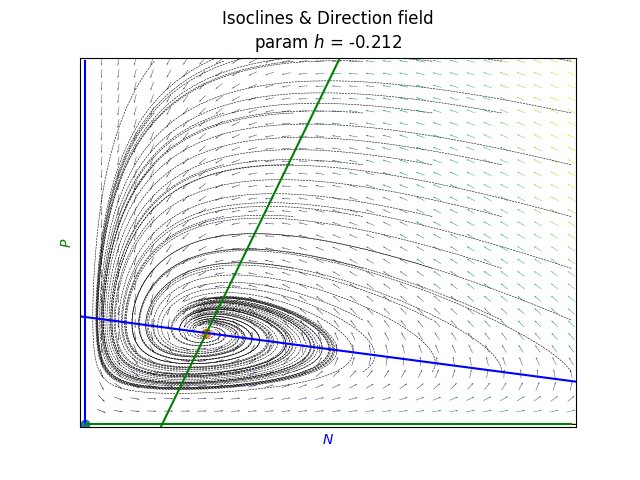 Isoclines & Direction field
param h = -0.212
P
N